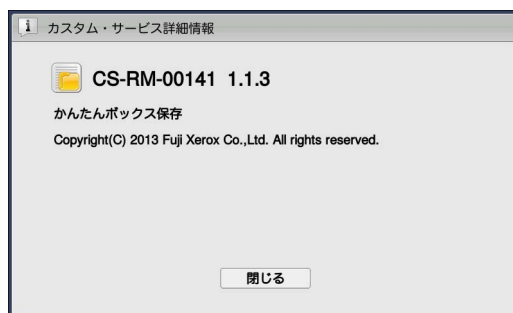 カスタム・サービス詳細情報
CS-RM-00141 1.1.3
かんたんボックス保存
Copyright(C) 2013 Fuji Xerox Co.,Ltd. All rights reserved.
閉じる